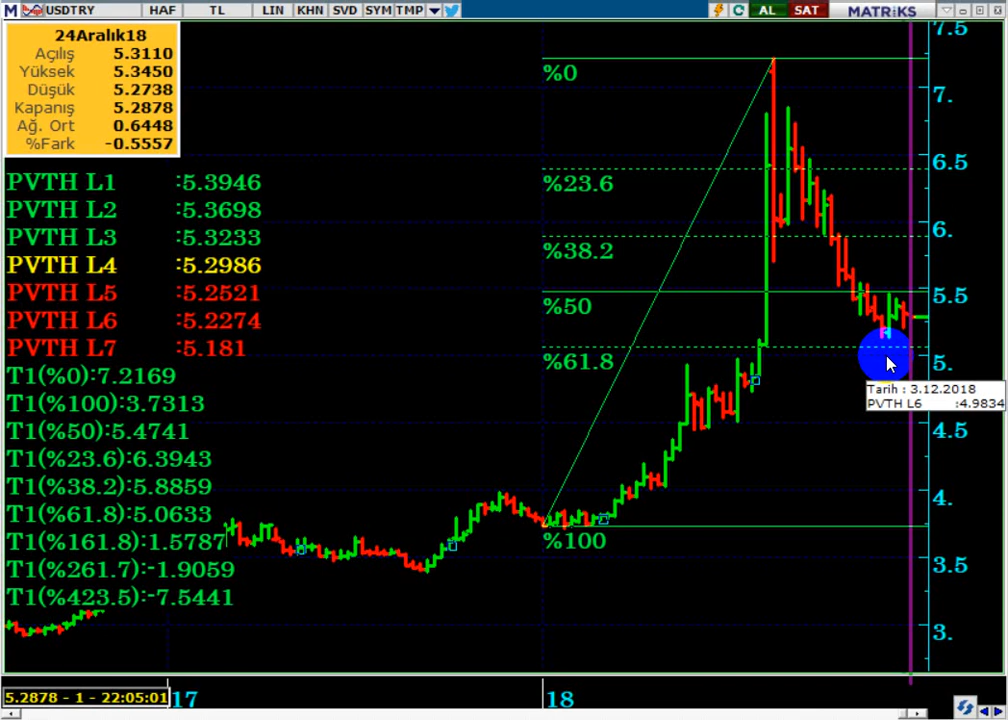 M USDTRY HAF TL LIN KHN SVD SYM TMP AL SAT MATRiKS
24Aralık18
Açılış 5.3110
Yüksek 5.3450
Düşük 5.2738
Kapanış 5.2878
Ağ. Ort 0.6448
%Fark -0.5557
PVTH L1 :5.3946
PVTH L2 :5.3698
PVTH L3 :5.3233
PVTH L4 :5.2986
PVTH L5 :5.2521
PVTH L6 :5.2274
PVTH L7 :5.181
T1(%0):7.2169
T1(%100):3.7313
T1(%50):5.4741
T1(%23.6):6.3943
T1(%38.2):5.8859
T1(%61.8):5.0633
T1(%161.8):1.5787
T1(%261.7):-1.9059
T1(%423.5):-7.5441
%0
%23.6
%38.2
%50
%61.8
%100
7.5
7.
6.5
6.
5.5
5.
4.5
4.
3.5
3.
Tarih : 3.12.2018
PVTH L6 :4.9834
5.2878 - 1 - 22:05:01
17
18